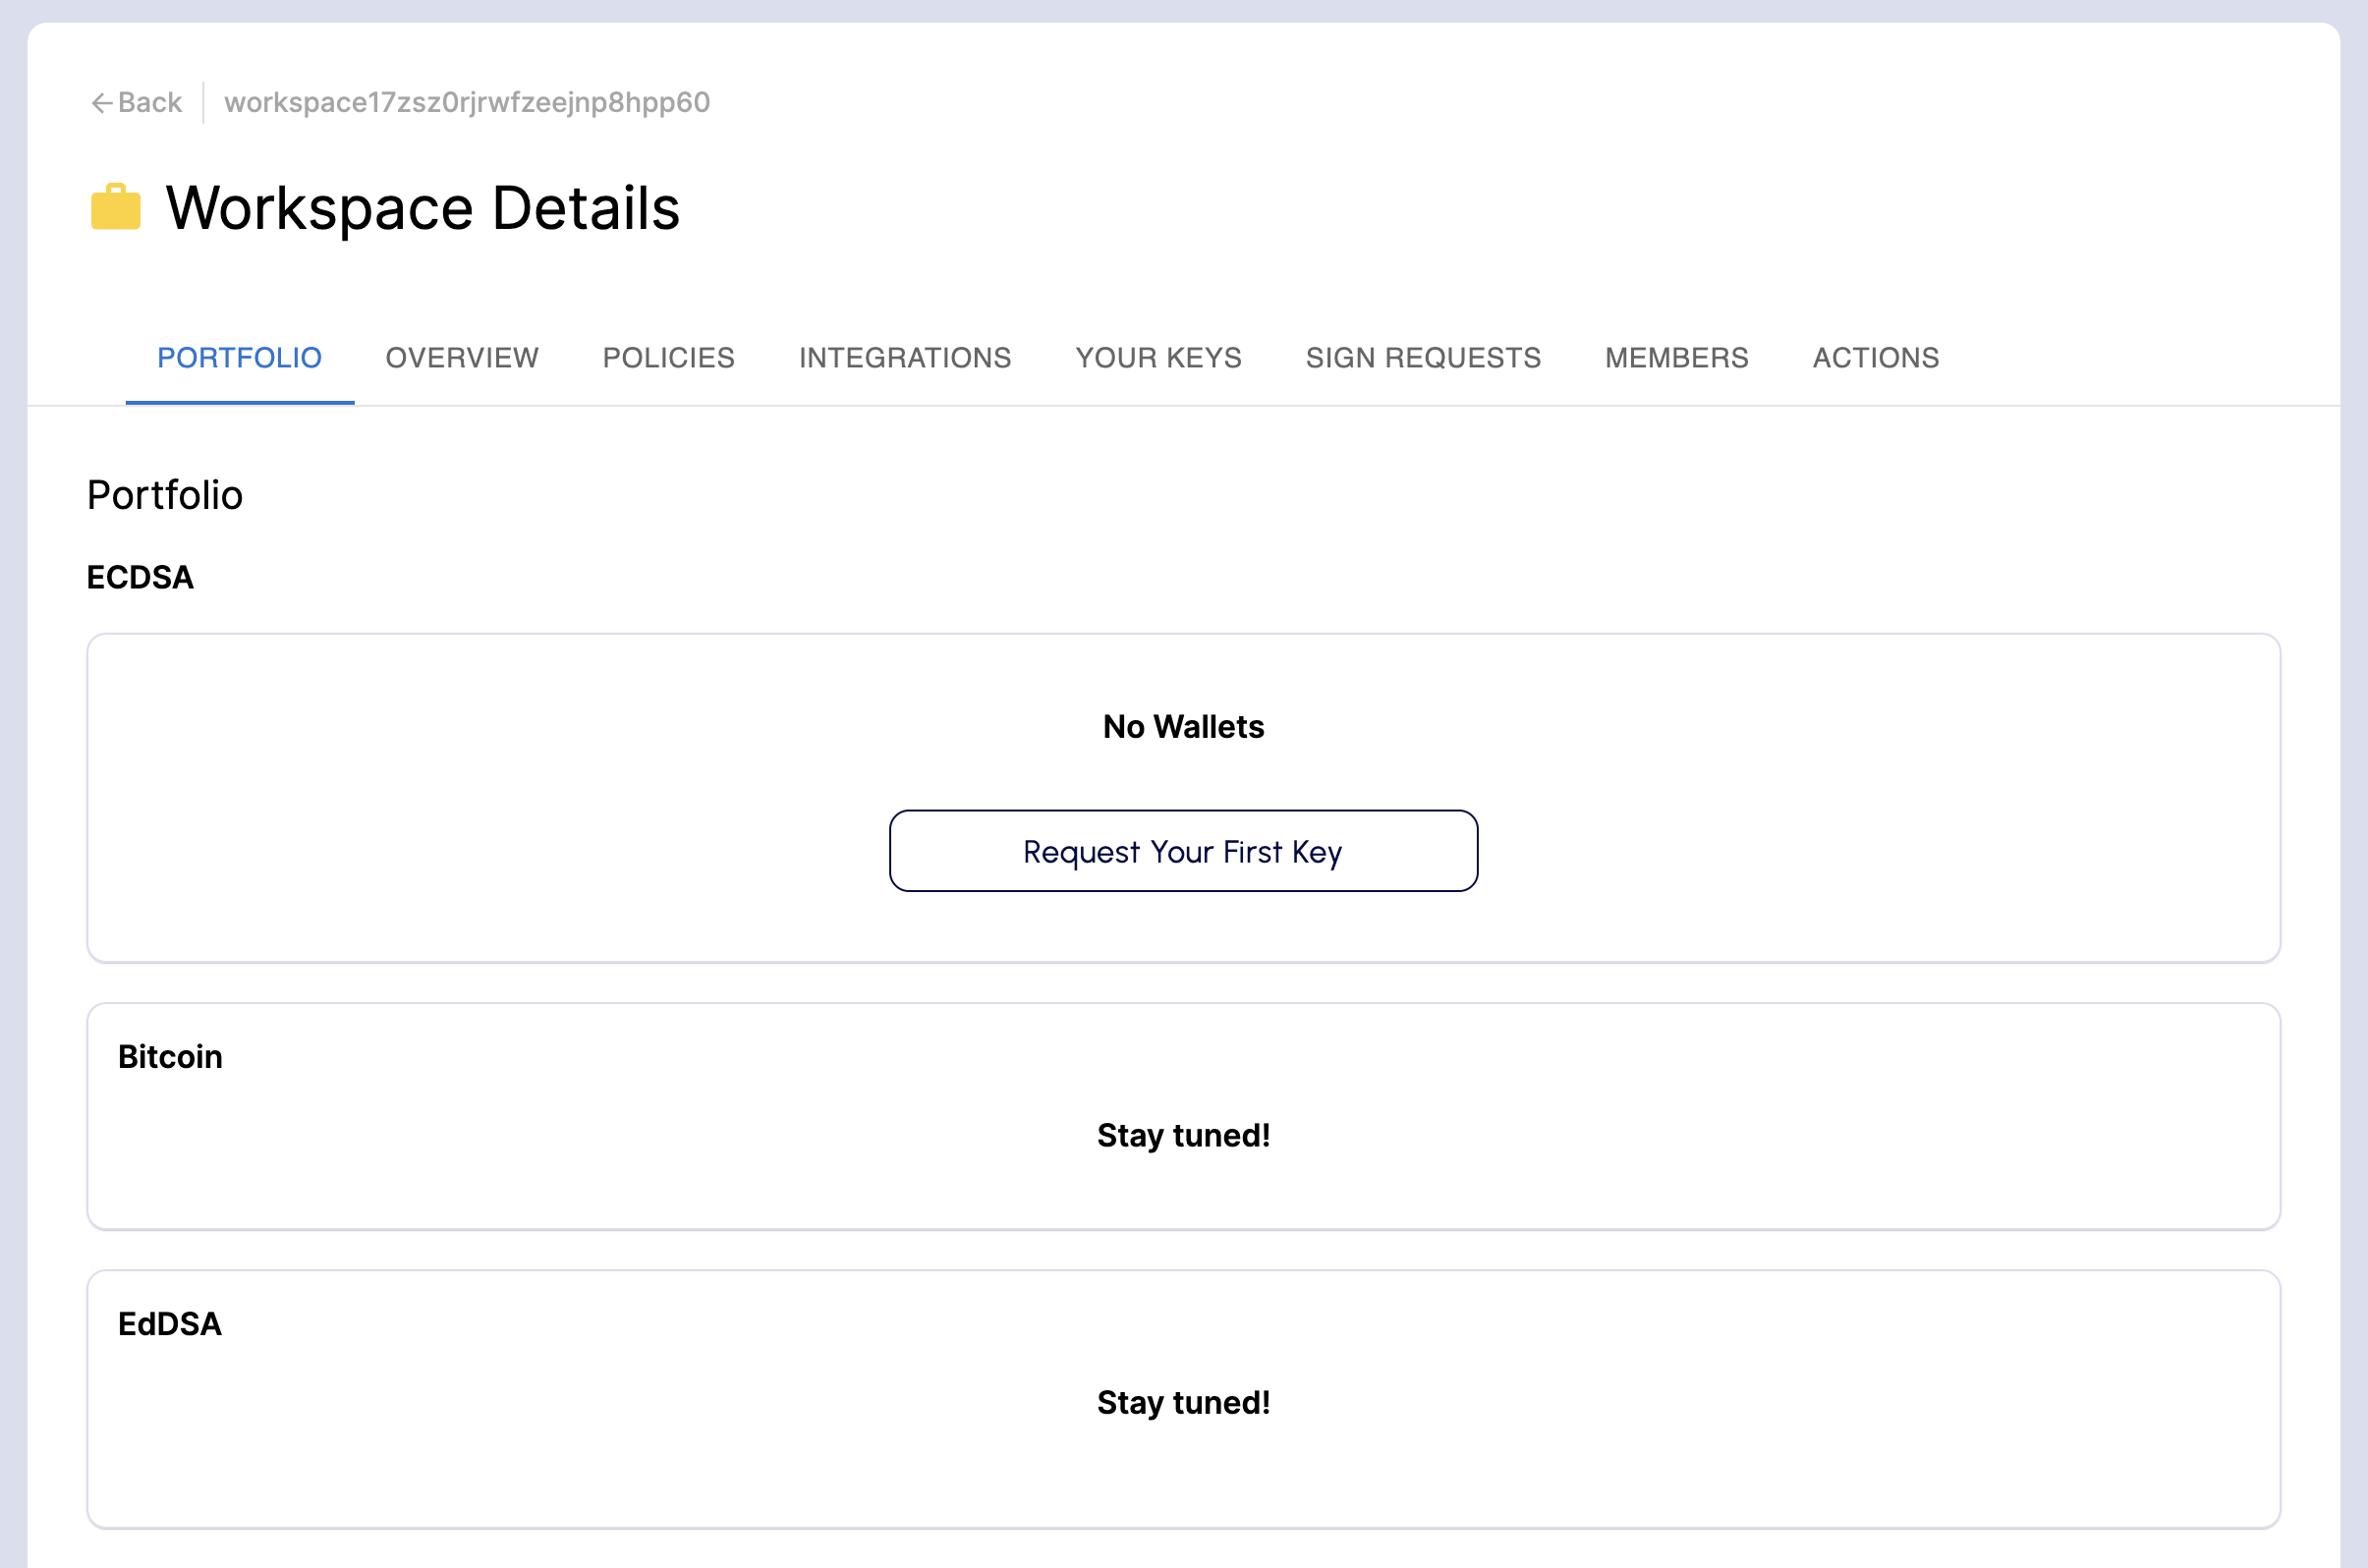 ← Back
workspace17zsz0rjrwfzeejnp8hpp60
Workspace Details
PORTFOLIO OVERVIEW POLICIES INTEGRATIONS YOUR KEYS SIGN REQUESTS MEMBERS ACTIONS
Portfolio
ECDSA
No Wallets
Request Your First Key
Bitcoin
Stay tuned!
EdDSA
Stay tuned!